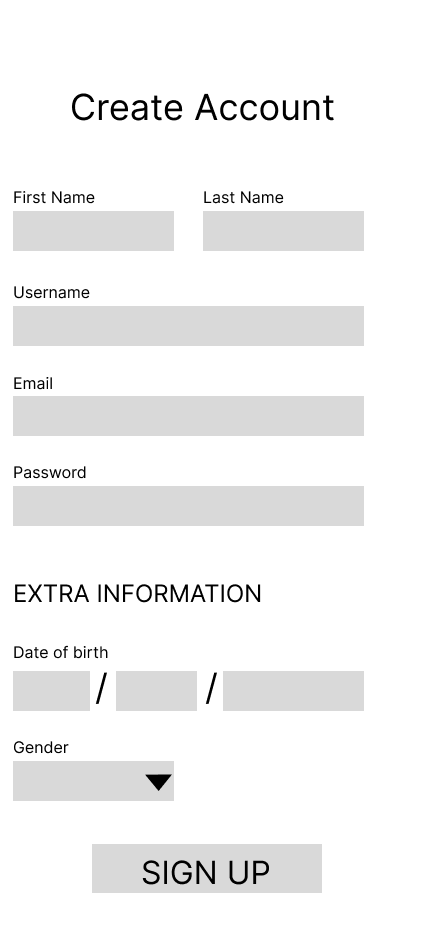 Create Account
First Name Last Name
Username
Email
Password
EXTRA INFORMATION
Date of birth
/ /
Gender
SIGN UP